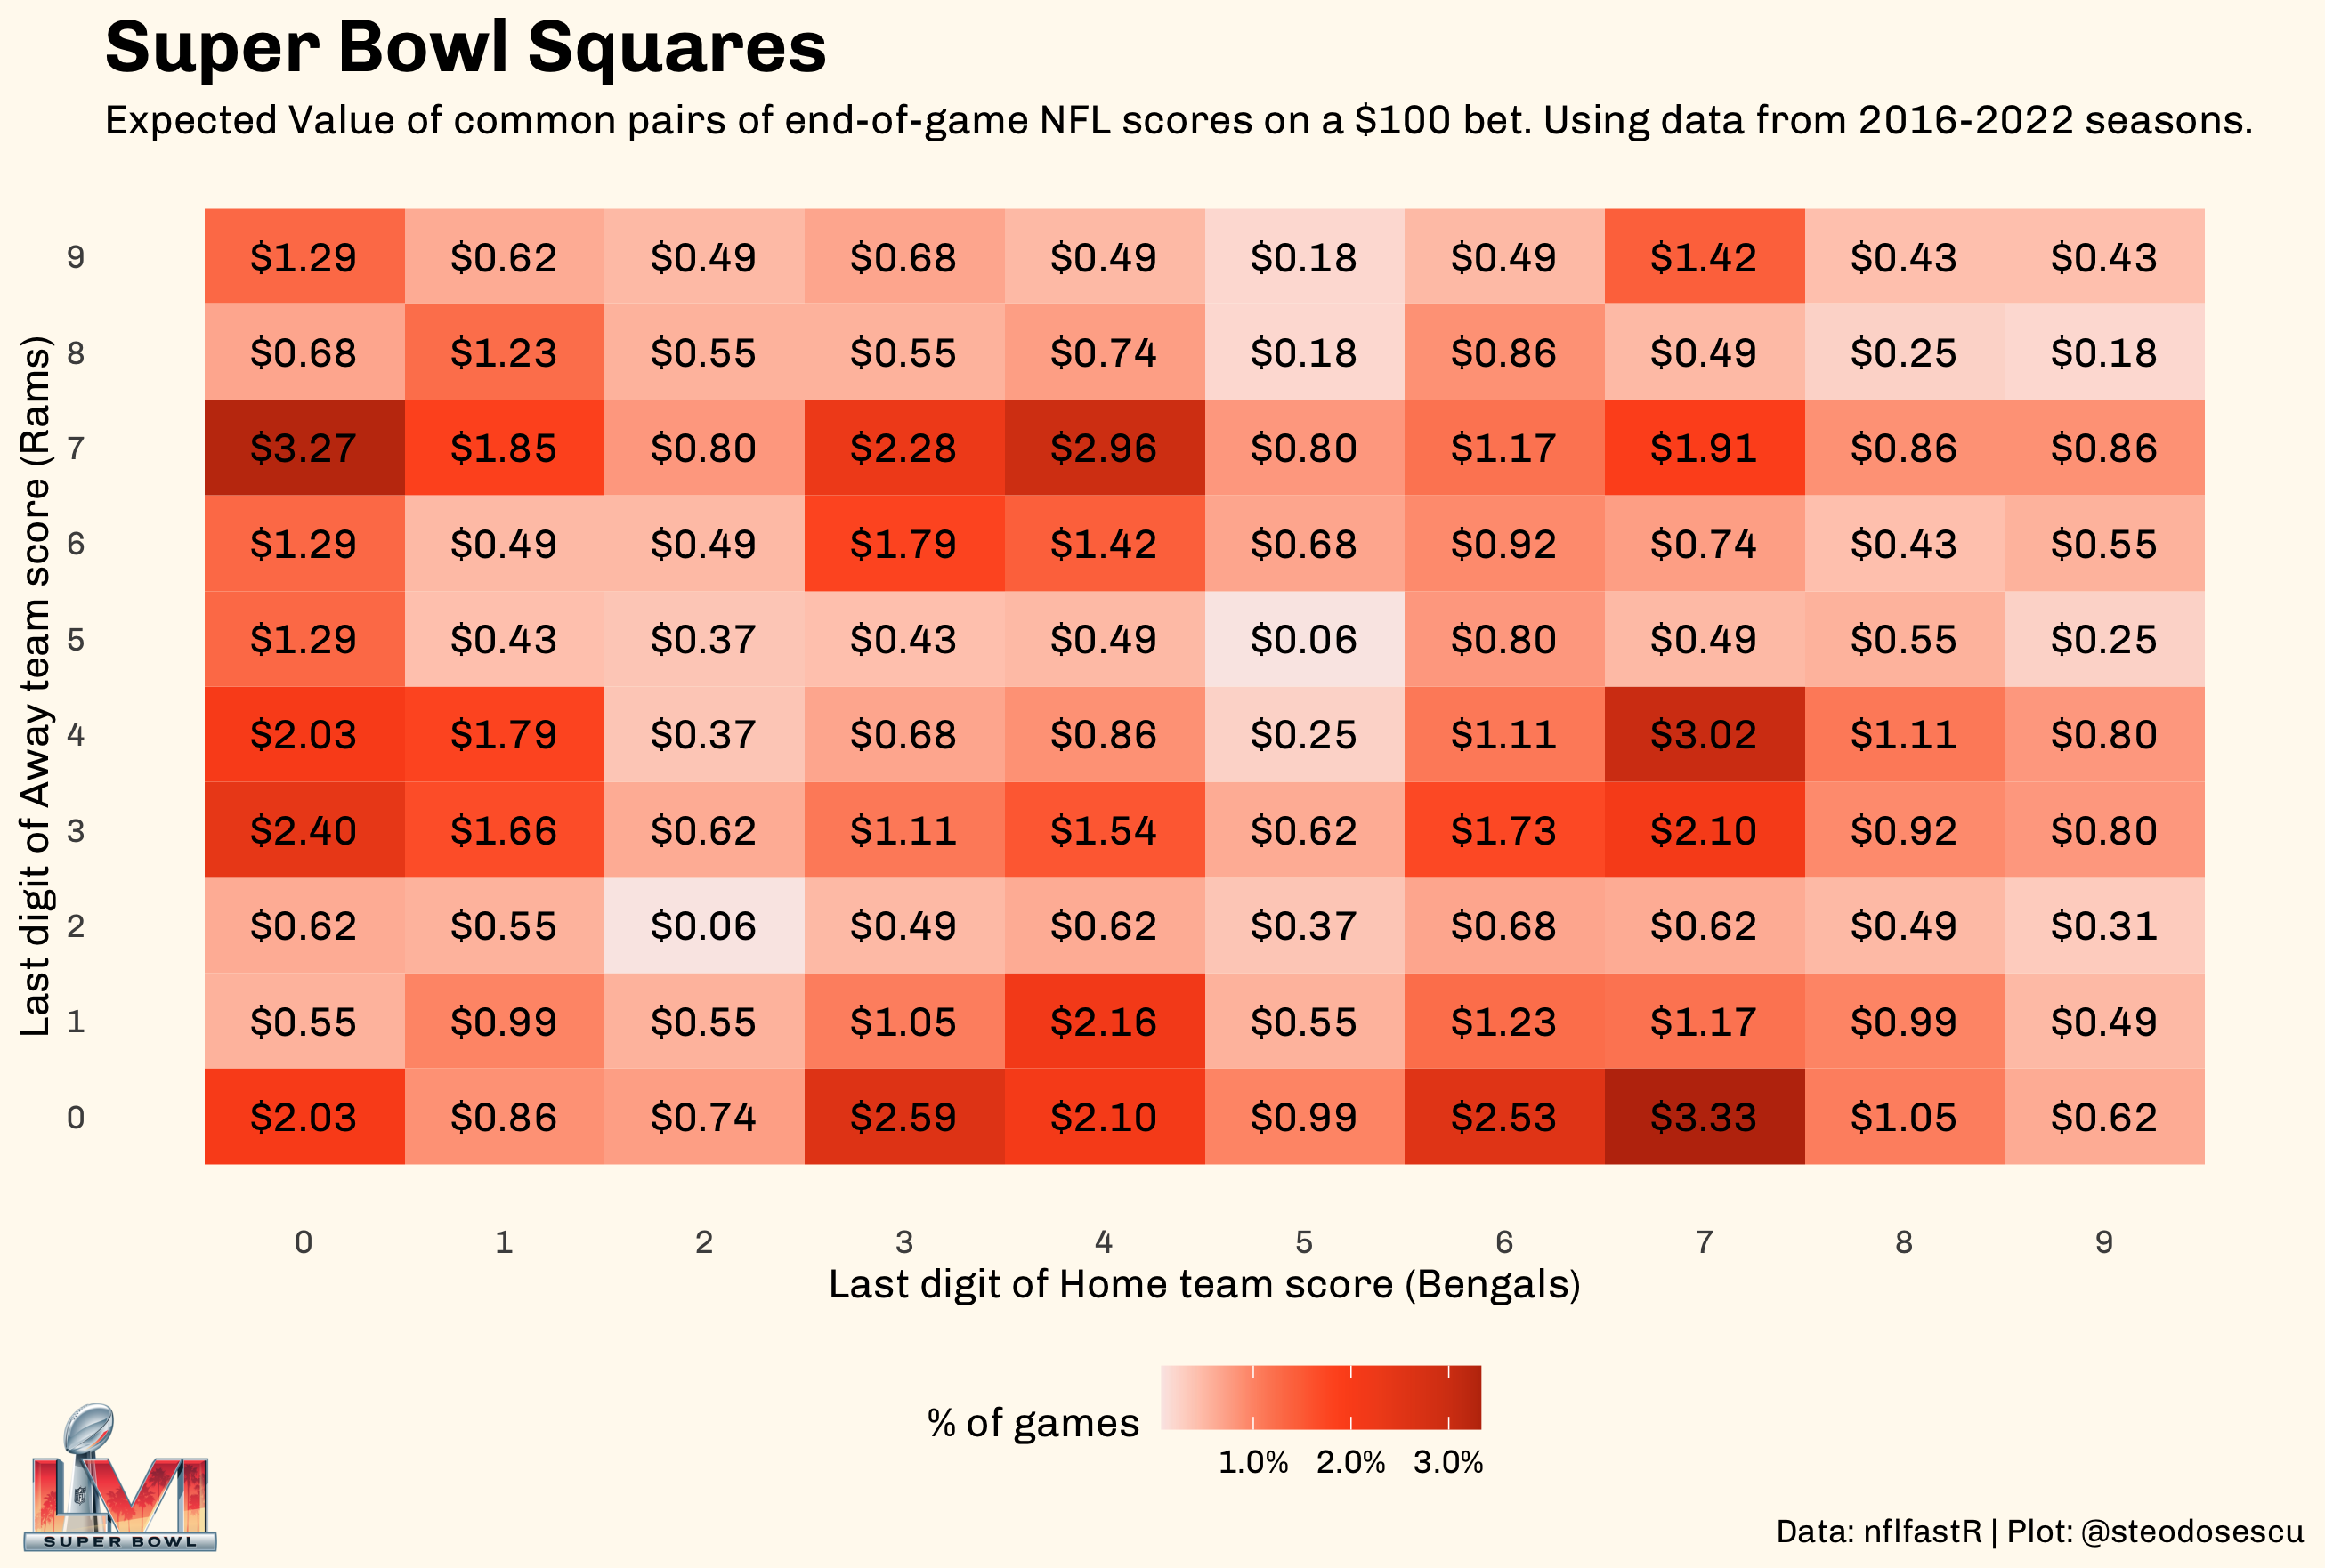 Super Bowl Squares
Expected Value of common pairs of end-of-game NFL scores on a $100 bet. Using data from 2016-2022 seasons.
Last digit of Away team score (Rams)
9 $1.29 $0.62 $0.49 $0.68 $0.49 $0.18 $0.49 $1.42 $0.43 $0.43
8 $0.68 $1.23 $0.55 $0.55 $0.74 $0.18 $0.86 $0.49 $0.25 $0.18
7 $3.27 $1.85 $0.80 $2.28 $2.96 $0.80 $1.17 $1.91 $0.86 $0.86
6 $1.29 $0.49 $0.49 $1.79 $1.42 $0.68 $0.92 $0.74 $0.43 $0.55
5 $1.29 $0.43 $0.37 $0.43 $0.49 $0.06 $0.80 $0.49 $0.55 $0.25
4 $2.03 $1.79 $0.37 $0.68 $0.86 $0.25 $1.11 $3.02 $1.11 $0.80
3 $2.40 $1.66 $0.62 $1.11 $1.54 $0.62 $1.73 $2.10 $0.92 $0.80
2 $0.62 $0.55 $0.06 $0.49 $0.62 $0.37 $0.68 $0.62 $0.49 $0.31
1 $0.55 $0.99 $0.55 $1.05 $2.16 $0.55 $1.23 $1.17 $0.99 $0.49
0 $2.03 $0.86 $0.74 $2.59 $2.10 $0.99 $2.53 $3.33 $1.05 $0.62
0 1 2 3 4 5 6 7 8 9
Last digit of Home team score (Bengals)
% of games
1.0% 2.0% 3.0%
LVI
SUPER BOWL
Data: nflfastR | Plot: @steodosescu